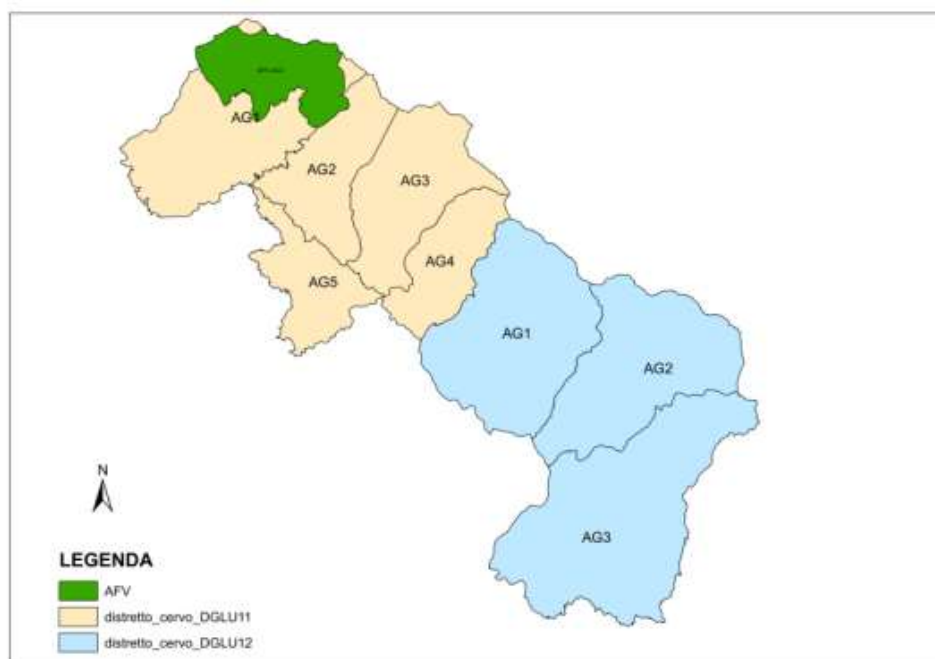 AG1
AG2
AG3
AG4
AG5
AG1
AG2
AG3
N
LEGENDA
AFV
distretto_cervo_DGLU11
distretto_cervo_DGLU12